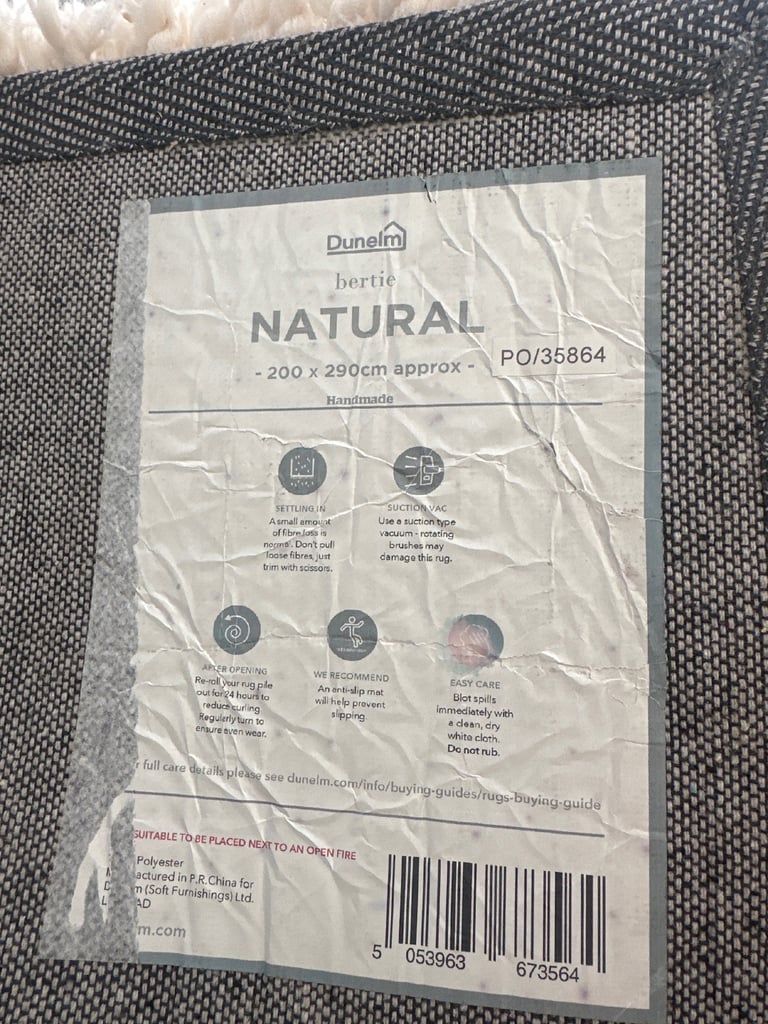 Dunelm
bertie
NATURAL
- 200 x 290cm approx -
PO/35864
Handmade
SETTLING IN
A small amount
of fibre loss is
normal. Don't pull
loose fibres, just
trim with scissors.
SUCTION VAC
Use a suction type
vacuum - rotating
brushes may
damage this rug.
AFTER OPENING
Re-roll your rug pile
out for 24 hours to
reduce curling
Regularly turn to
ensure even wear.
WE RECOMMEND
An anti-slip mat
will help prevent
slipping.
EASY CARE
Blot spills
immediately with
a clean, dry
white cloth.
Do not rub.
r full care details please see dunelm.com/info/buying-guides/rugs-buying-guide
SUITABLE TO BE PLACED NEXT TO AN OPEN FIRE
Polyester
actured in P.R.China for
m (Soft Furnishings) Ltd.
AD
m.com
5 053963 673564